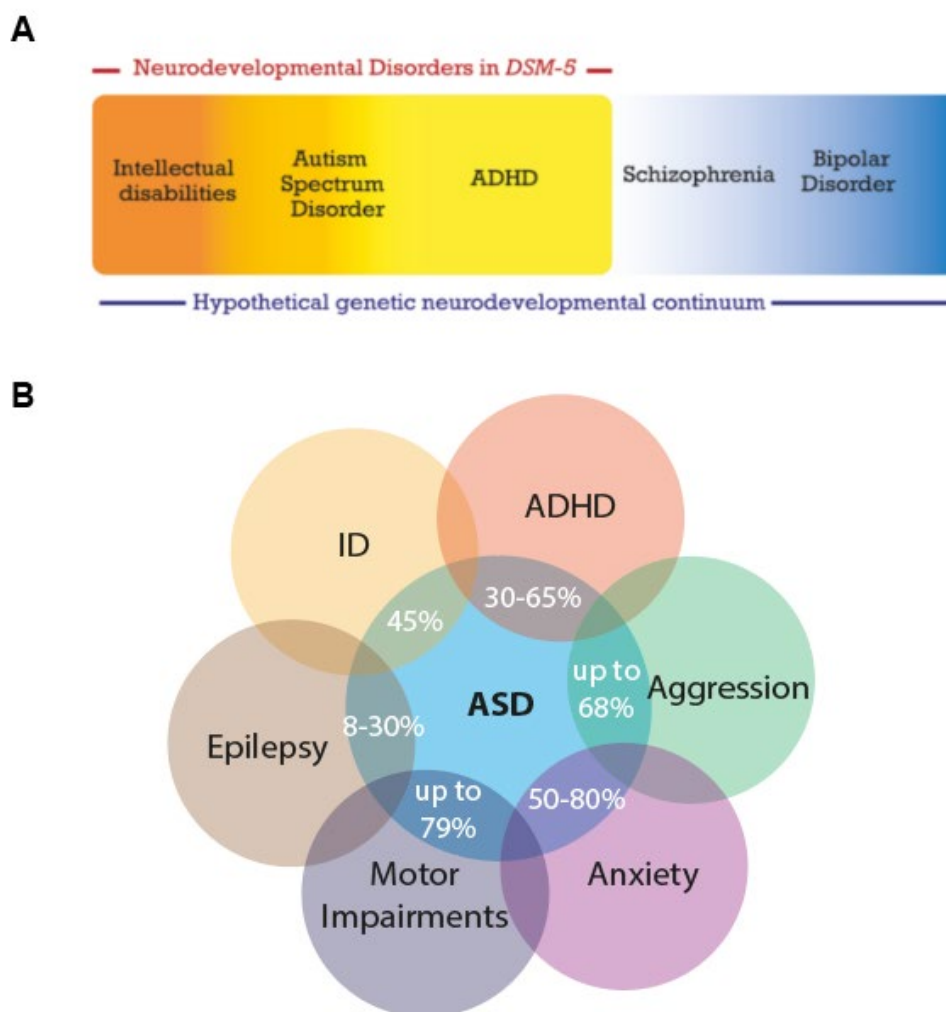 A
Neurodevelopmental Disorders in DSM-5
Intellectual
disabilities
Autism
Spectrum
Disorder
ADHD
Schizophrenia
Bipolar
Disorder
Hypothetical genetic neurodevelopmental continuum
B
ADHD
ID
30-65%
45%
up to
68%
Aggression
ASD
8-30%
Epilepsy
up to
79%
50-80%
Motor
Impairments
Anxiety